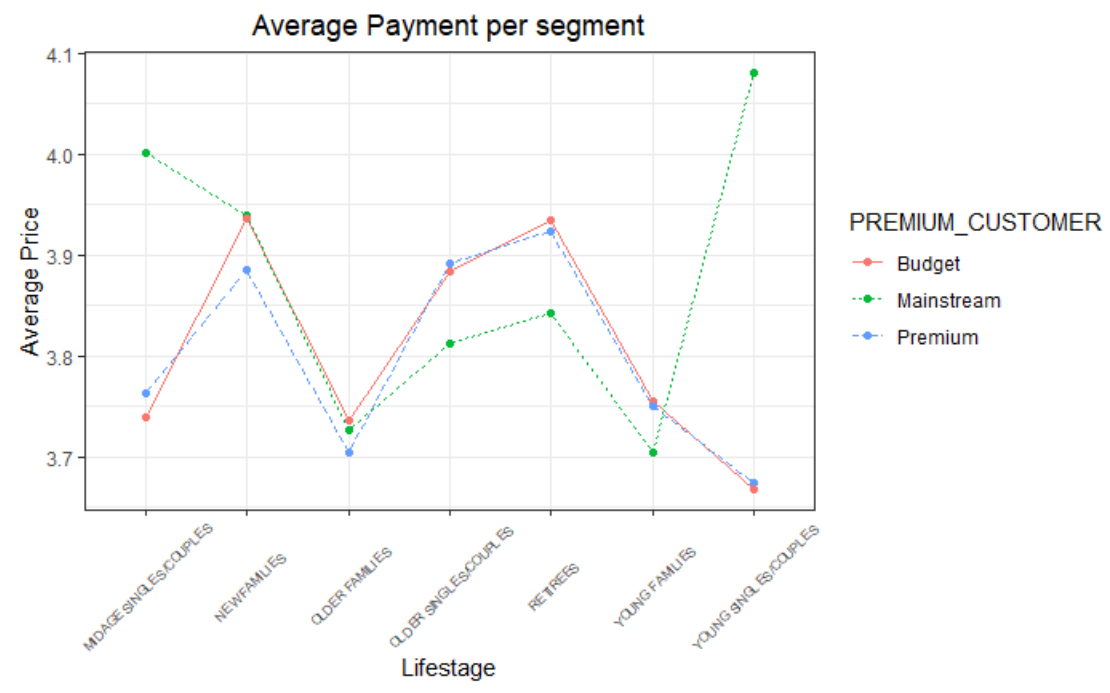 Average Payment per segment
Average Price
4.1
4.0
3.9
3.8
3.7
MIDAGE SINGLES/COUPLES
NEW FAMILIES
OLDER FAMILIES
OLDER SINGLES/COUPLES
RETIREES
YOUNG FAMILIES
YOUNG SINGLES/COUPLES
Lifestage
PREMIUM_CUSTOMER
Budget
Mainstream
Premium